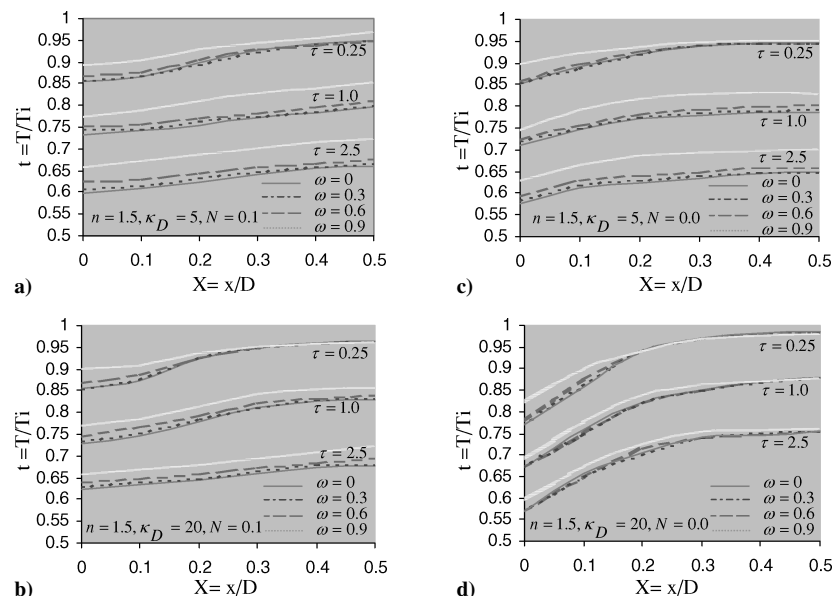 1
0.95
0.9
0.85
0.8
0.75
0.7
0.65
0.6
0.55
0.5
t =T/Ti
τ = 0.25
τ = 1.0
τ = 2.5
ω = 0
ω = 0.3
ω = 0.6
ω = 0.9
n = 1.5, κ_D = 5, N = 0.1
0 0.1 0.2 0.3 0.4 0.5
X= x/D
a)
1
0.95
0.9
0.85
0.8
0.75
0.7
0.65
0.6
0.55
0.5
t =T/Ti
τ = 0.25
τ = 1.0
τ = 2.5
ω = 0
ω = 0.3
ω = 0.6
ω = 0.9
n = 1.5, κ_D = 5, N = 0.0
0 0.1 0.2 0.3 0.4 0.5
X= x/D
c)
1
0.95
0.9
0.85
0.8
0.75
0.7
0.65
0.6
0.55
0.5
t =T/Ti
τ = 0.25
τ = 1.0
τ = 2.5
ω = 0
ω = 0.3
ω = 0.6
ω = 0.9
n = 1.5, κ_D = 20, N = 0.1
0 0.1 0.2 0.3 0.4 0.5
X= x/D
b)
1
0.95
0.9
0.85
0.8
0.75
0.7
0.65
0.6
0.55
0.5
t =T/Ti
τ = 0.25
τ = 1.0
τ = 2.5
ω = 0
ω = 0.3
ω = 0.6
ω = 0.9
n = 1.5, κ_D = 20, N = 0.0
0 0.1 0.2 0.3 0.4 0.5
X= x/D
d)